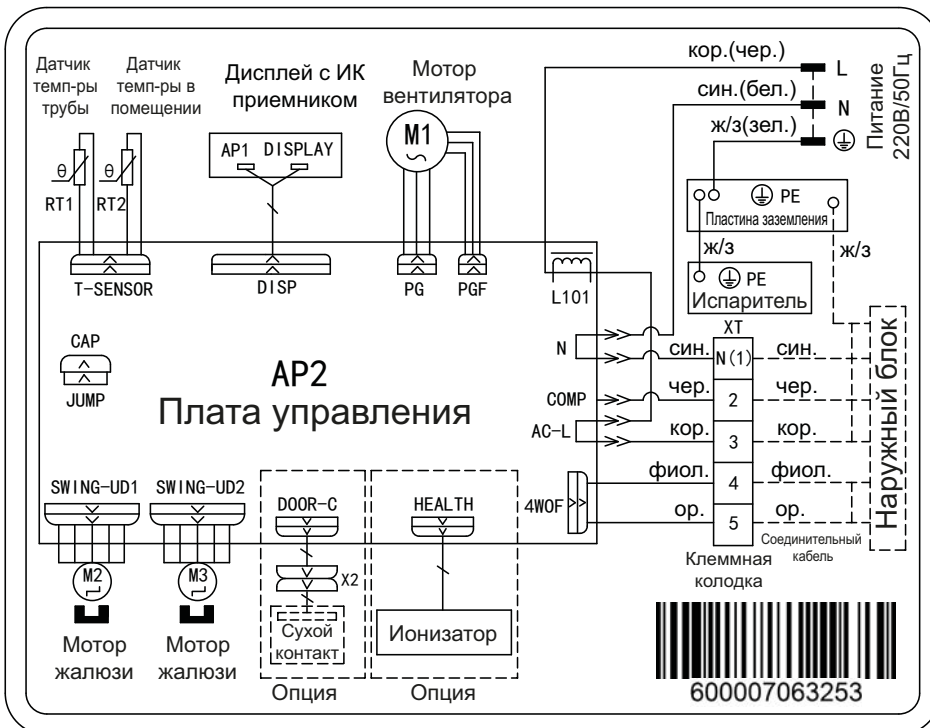 Датчик
темп-ры
трубы
Датчик
темп-ры в
помещении
Дисплей с ИК
приемником
Мотор
вентилятора
кор.(чер.)
син.(бел.)
ж/з(зел.)
L
N
Питание
220В/50Гц
M1
AP1 DISPLAY
θ
θ
RT1
RT2
PE
Пластина заземления
ж/з
ж/з
PE
Испаритель
T-SENSOR
DISP
PG
PGF
L101
XT
CAP
JUMP
AP2
Плата управления
N
COMP
AC-L
4WOF
син.
N(1)
син.
чер.
2
чер.
кор.
3
кор.
фиол.
4
фиол.
ор.
5
ор.
Наружный блок
Соединительный
кабель
Клеммная
колодка
SWING-UD1
SWING-UD2
DOOR-C
HEALTH
M2
M3
X2
Мотор
жалюзи
Мотор
жалюзи
Сухой
контакт
Ионизатор
Опция
Опция
600007063253